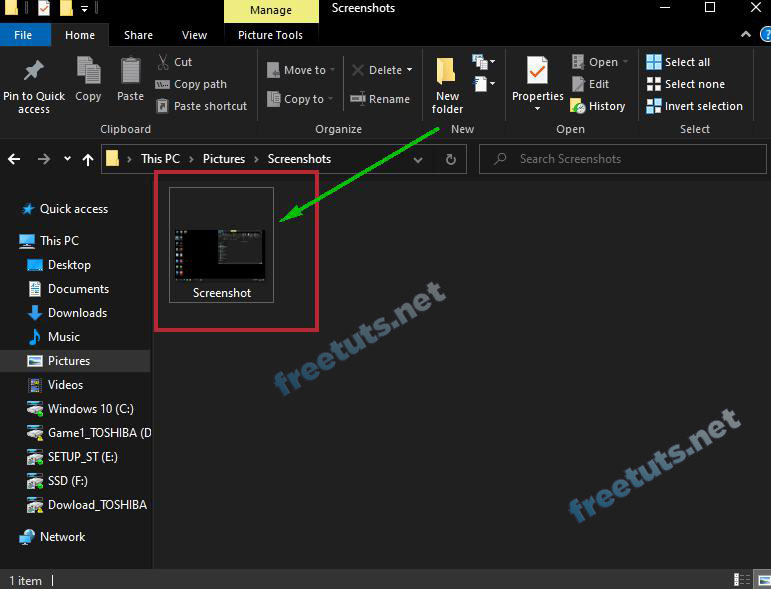 Manage
Screenshots
File
Home
Share
View
Picture Tools
Pin to Quick access
Copy
Paste
Cut
Copy path
Paste shortcut
Clipboard
Move to
Copy to
Delete
Rename
Organize
New folder
New
Properties
Open
Edit
History
Open
Select all
Select none
Invert selection
Select
This PC > Pictures > Screenshots
Search Screenshots
Quick access
This PC
Desktop
Documents
Downloads
Music
Pictures
Videos
Windows 10 (C:)
Game1_TOSHIBA (D
SETUP_ST (E:)
SSD (F:)
Dowload_TOSHIBA
Network
Screenshot
freetuts.net
freetuts.net
1 item